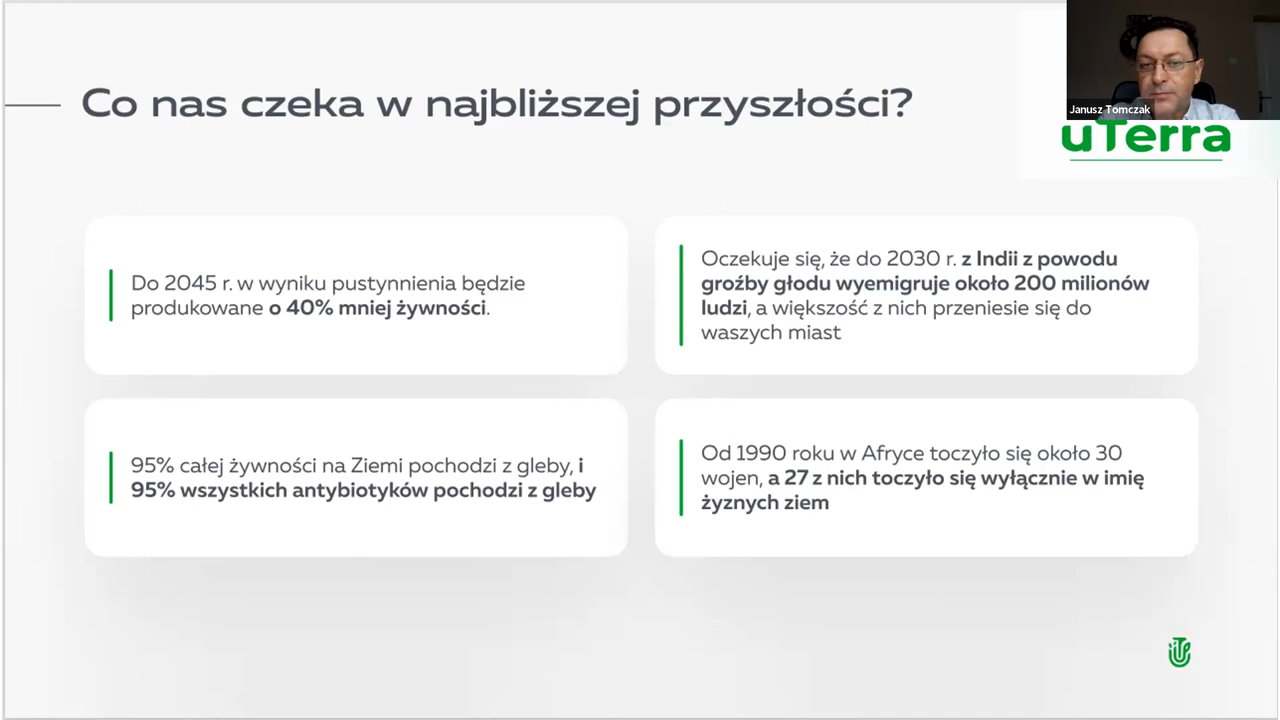 Co nas czeka w najbliższej przyszłości?
Janusz Tomczak
uTerra
Do 2045 r. w wyniku pustynnienia będzie
produkowane o 40% mniej żywności.
Oczekuje się, że do 2030 r. z Indii z powodu
groźby głodu wyemigruje około 200 milionów
ludzi, a większość z nich przeniesie się do
waszych miast
95% całej żywności na Ziemi pochodzi z gleby, i
95% wszystkich antybiotyków pochodzi z gleby
Od 1990 roku w Afryce toczyło się około 30
wojen, a 27 z nich toczyło się wyłącznie w imię
żyznych ziem